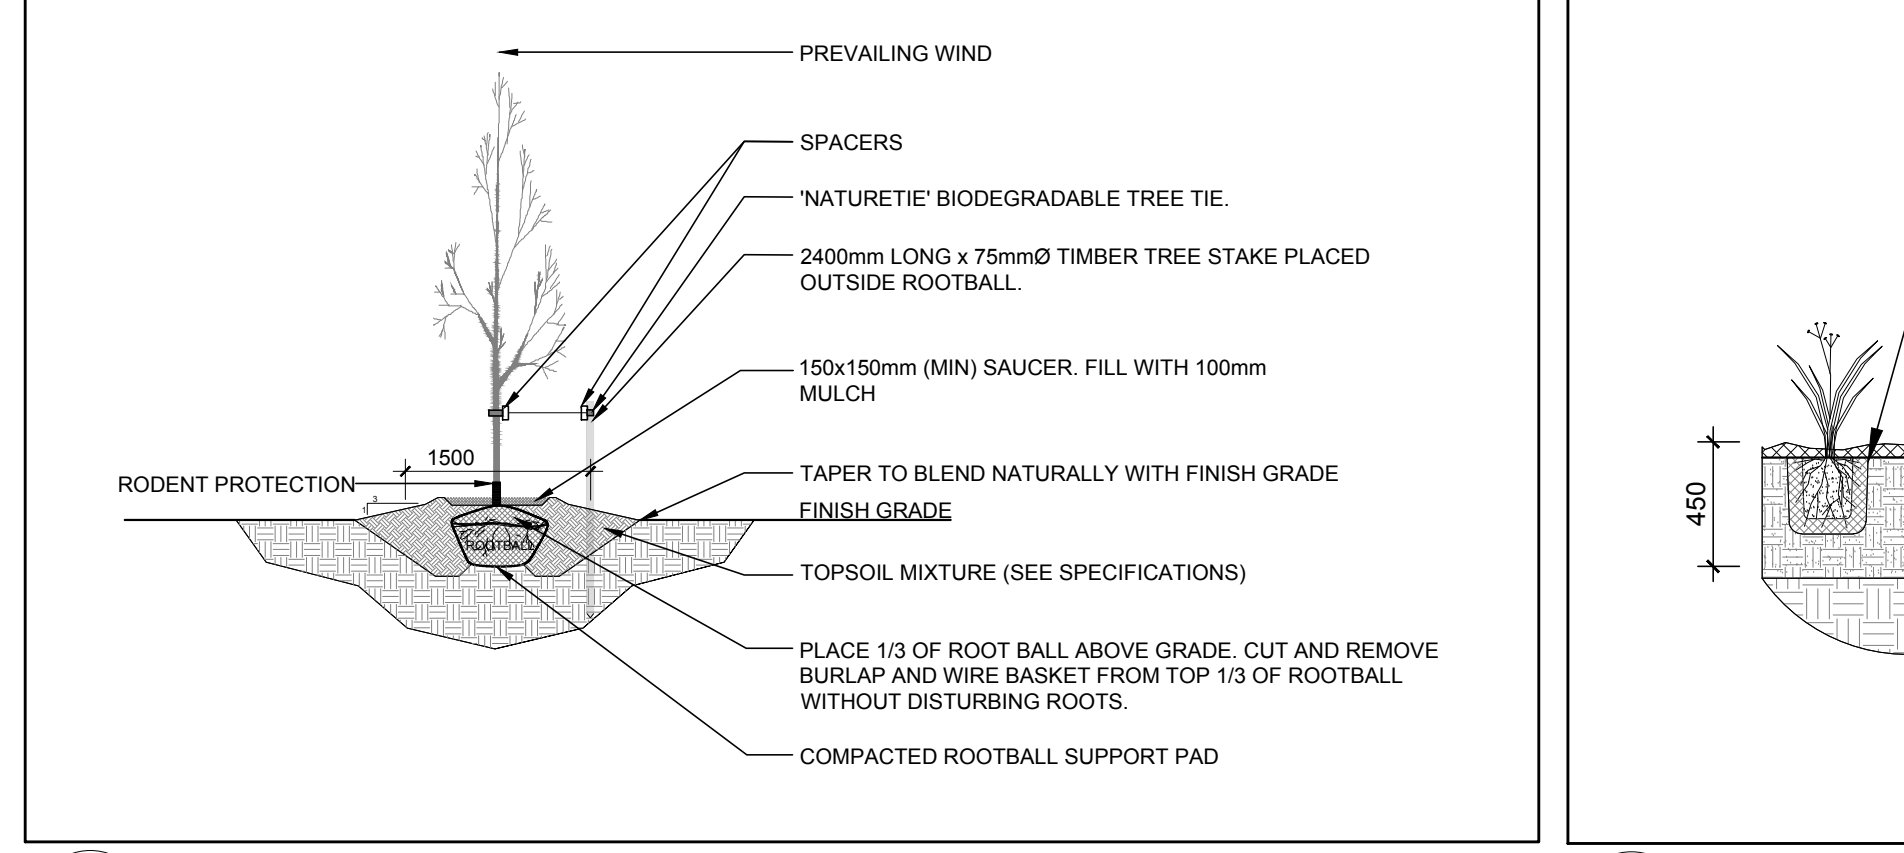 PREVAILING WIND
SPACERS
'NATURETIE' BIODEGRADABLE TREE TIE.
2400mm LONG x 75mmØ TIMBER TREE STAKE PLACED
OUTSIDE ROOTBALL.
150x150mm (MIN) SAUCER. FILL WITH 100mm
MULCH
1500
RODENT PROTECTION
3
1
TAPER TO BLEND NATURALLY WITH FINISH GRADE
FINISH GRADE
ROOTBALL
TOPSOIL MIXTURE (SEE SPECIFICATIONS)
PLACE 1/3 OF ROOT BALL ABOVE GRADE. CUT AND REMOVE
BURLAP AND WIRE BASKET FROM TOP 1/3 OF ROOTBALL
WITHOUT DISTURBING ROOTS.
COMPACTED ROOTBALL SUPPORT PAD
450